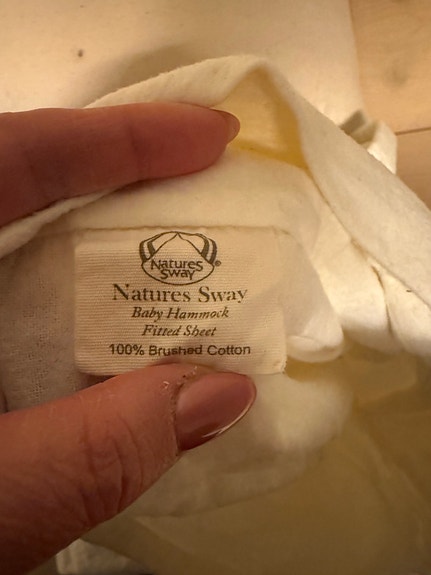 Natures
Sway®
Natures Sway
Baby Hammock
Fitted Sheet
100% Brushed Cotton